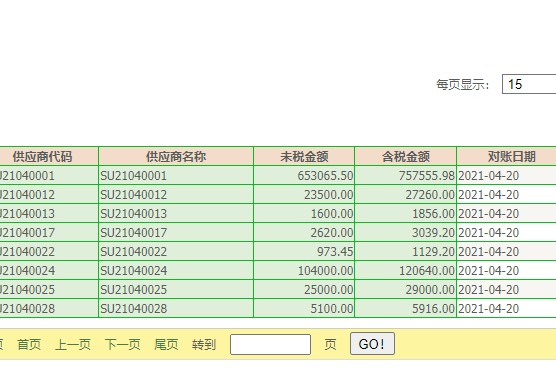 每页显示： 15
供应商代码 供应商名称 未税金额 含税金额 对账日期
U21040001 SU21040001 653065.50 757555.98 2021-04-20
U21040012 SU21040012 23500.00 27260.00 2021-04-20
U21040013 SU21040013 1600.00 1856.00 2021-04-20
U21040017 SU21040017 2620.00 3039.20 2021-04-20
U21040022 SU21040022 973.45 1129.20 2021-04-20
U21040024 SU21040024 104000.00 120640.00 2021-04-20
U21040025 SU21040025 25000.00 29000.00 2021-04-20
U21040028 SU21040028 5100.00 5916.00 2021-04-20
页 首页 上一页 下一页 尾页 转到 页 GO!